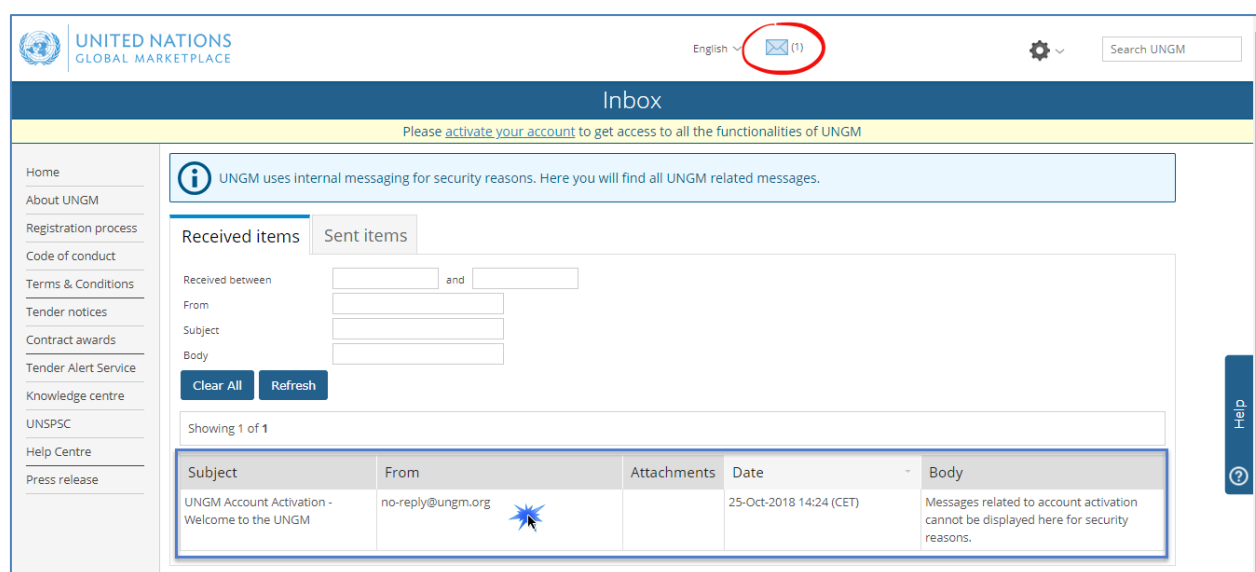 UNITED NATIONS
GLOBAL MARKETPLACE
English
(1)
Search UNGM
Inbox
Please activate your account to get access to all the functionalities of UNGM
Home
About UNGM
Registration process
Code of conduct
Terms & Conditions
Tender notices
Contract awards
Tender Alert Service
Knowledge centre
UNSPSC
Help Centre
Press release
UNGM uses internal messaging for security reasons. Here you will find all UNGM related messages.
Received items
Sent items
Received between
and
From
Subject
Body
Clear All
Refresh
Showing 1 of 1
Subject
From
Attachments
Date
Body
UNGM Account Activation -
Welcome to the UNGM
no-reply@ungm.org
25-Oct-2018 14:24 (CET)
Messages related to account activation
cannot be displayed here for security
reasons.
Help